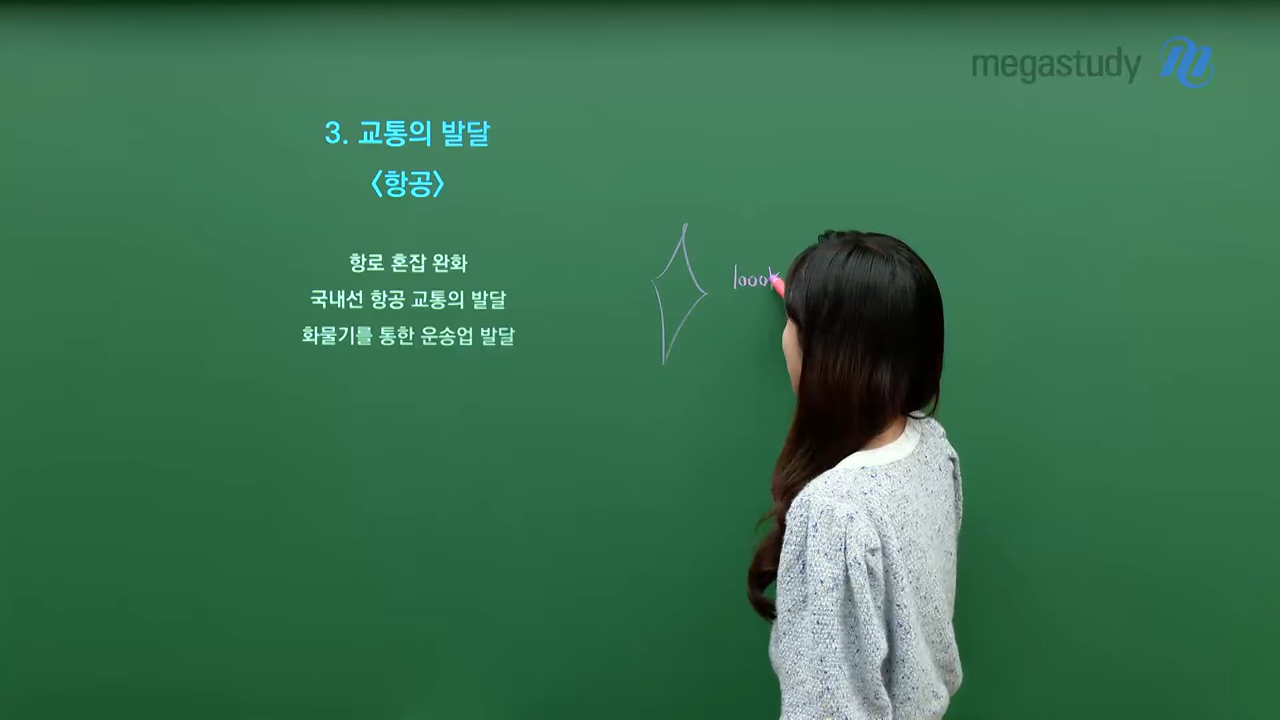 megastudy
3. 교통의 발달
〈항공〉
항로 혼잡 완화
국내선 항공 교통의 발달
화물기를 통한 운송업 발달
1000k